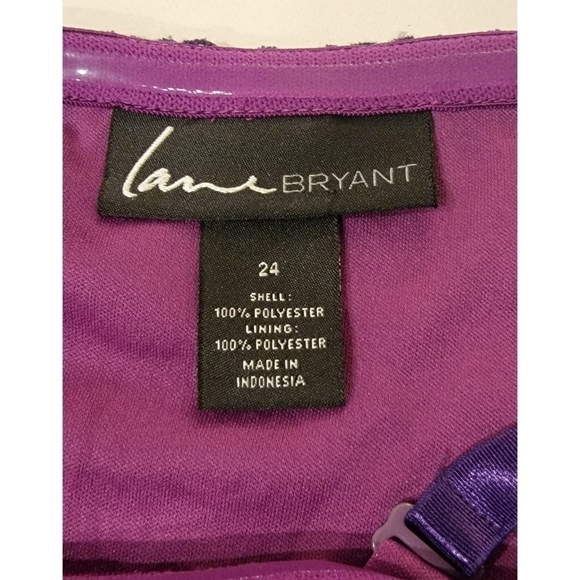 lane BRYANT
24
SHELL:
100% POLYESTER
LINING:
100% POLYESTER
MADE IN
INDONESIA